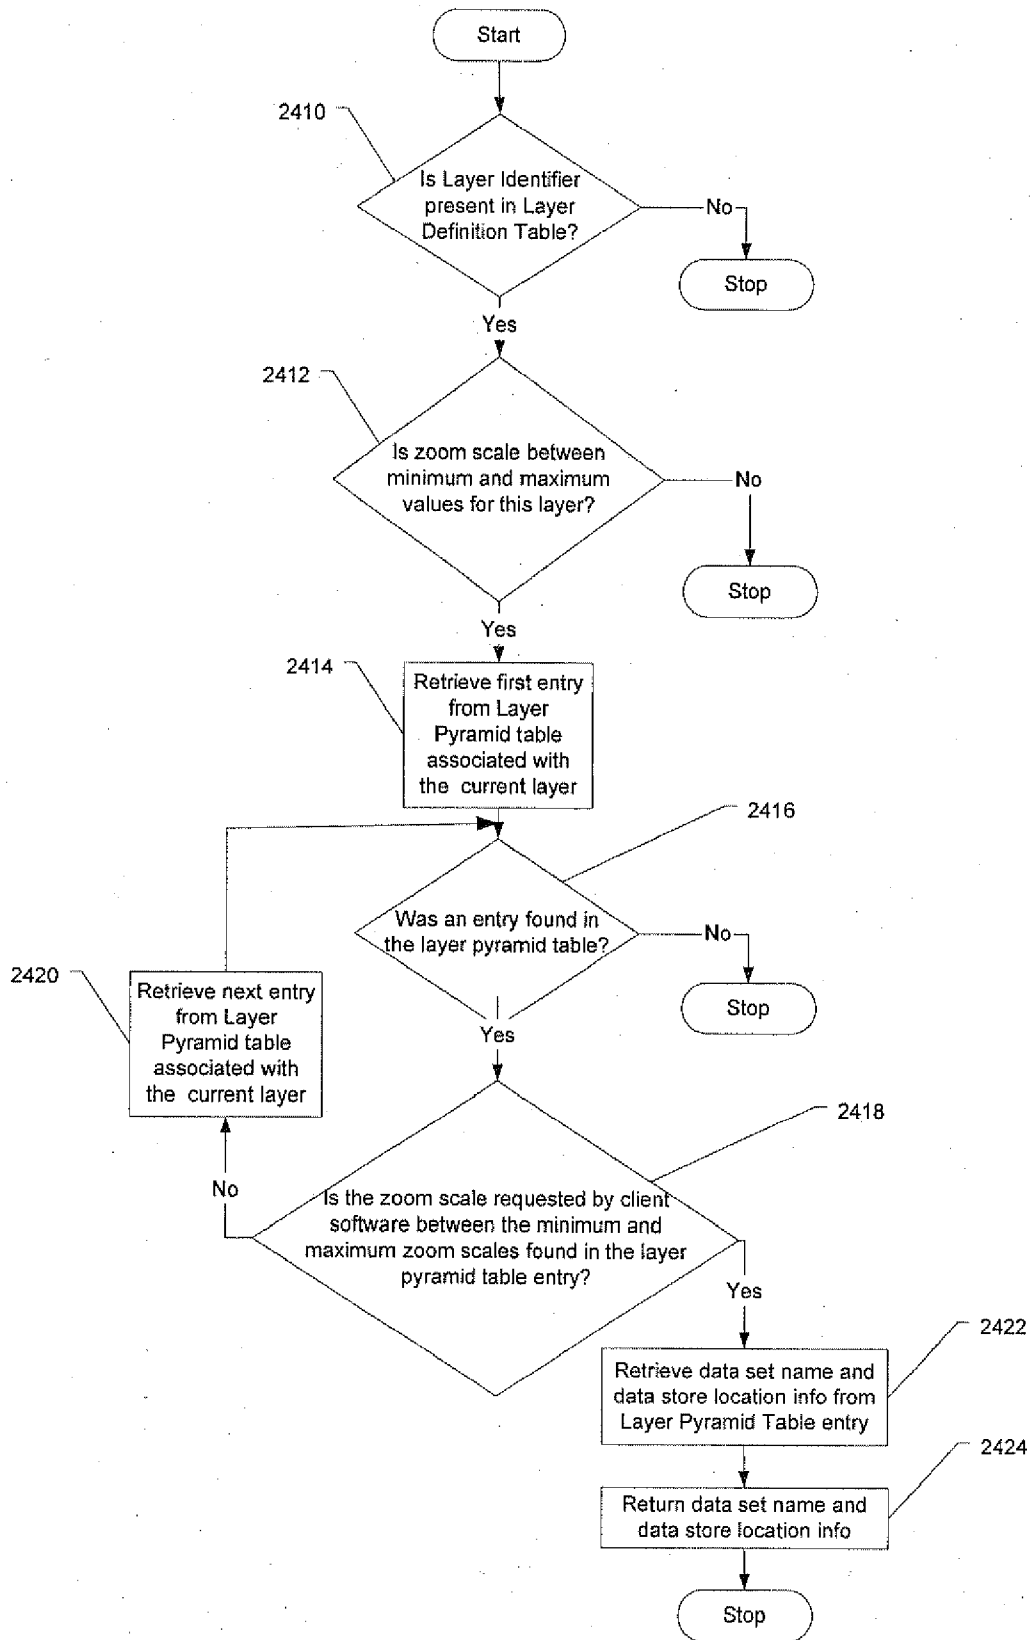 Start
2410
Is Layer Identifier
present in Layer
Definition Table?
No
Stop
Yes
2412
Is zoom scale between
minimum and maximum
values for this layer?
No
Stop
Yes
2414
Retrieve first entry
from Layer
Pyramid table
associated with
the current layer
2416
Was an entry found in
the layer pyramid table?
No
Stop
2420
Retrieve next entry
from Layer
Pyramid table
associated with
the current layer
Yes
2418
No
Is the zoom scale requested by client
software between the minimum and
maximum zoom scales found in the layer
pyramid table entry?
Yes
2422
Retrieve data set name and
data store location info from
Layer Pyramid Table entry
2424
Return data set name and
data store location info
Stop